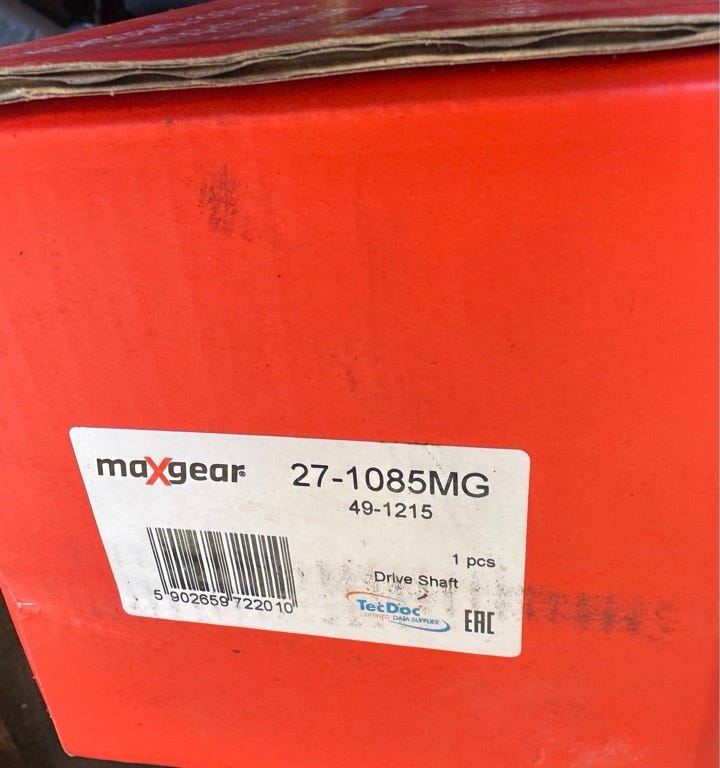 maxgear
27-1085MG
49-1215
1 pcs
Drive Shaft
5 902659 722010
TecDoc
CERTIFIED DATA SUPPLIER
EAC